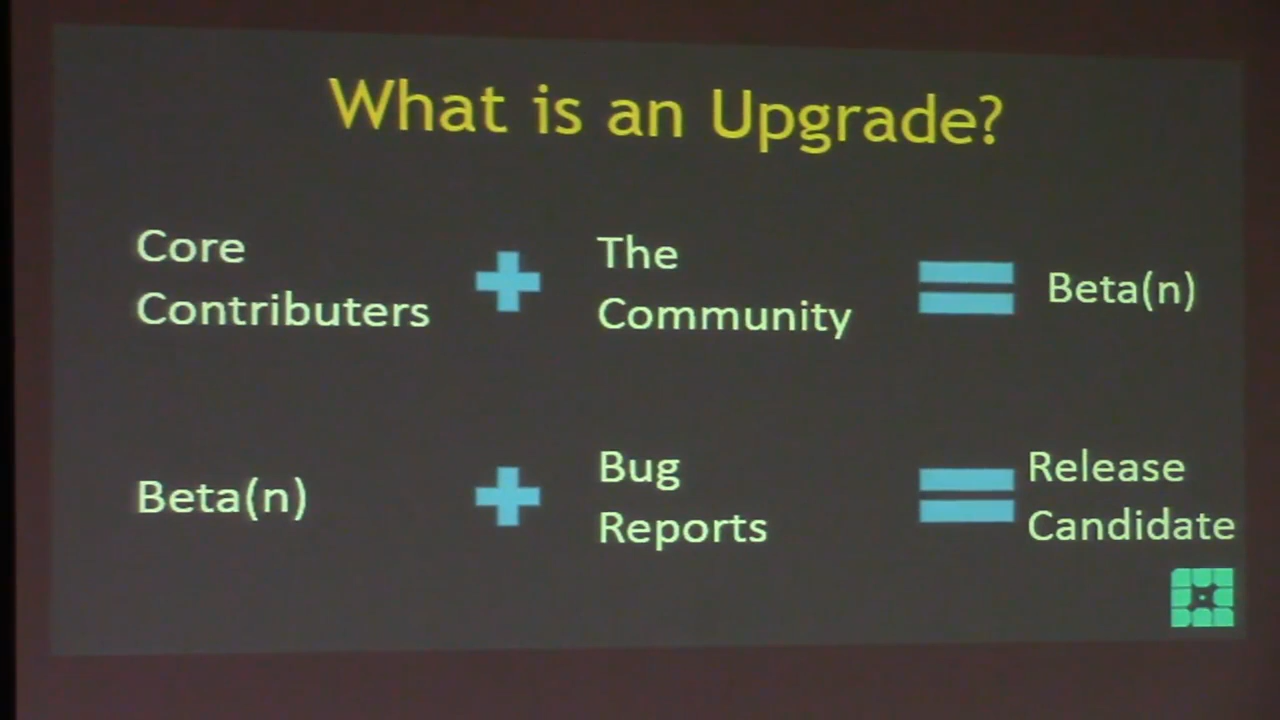 What is an Upgrade?
Core
Contributers
The
Community
Beta(n)
Beta(n)
Bug
Reports
Release
Candidate